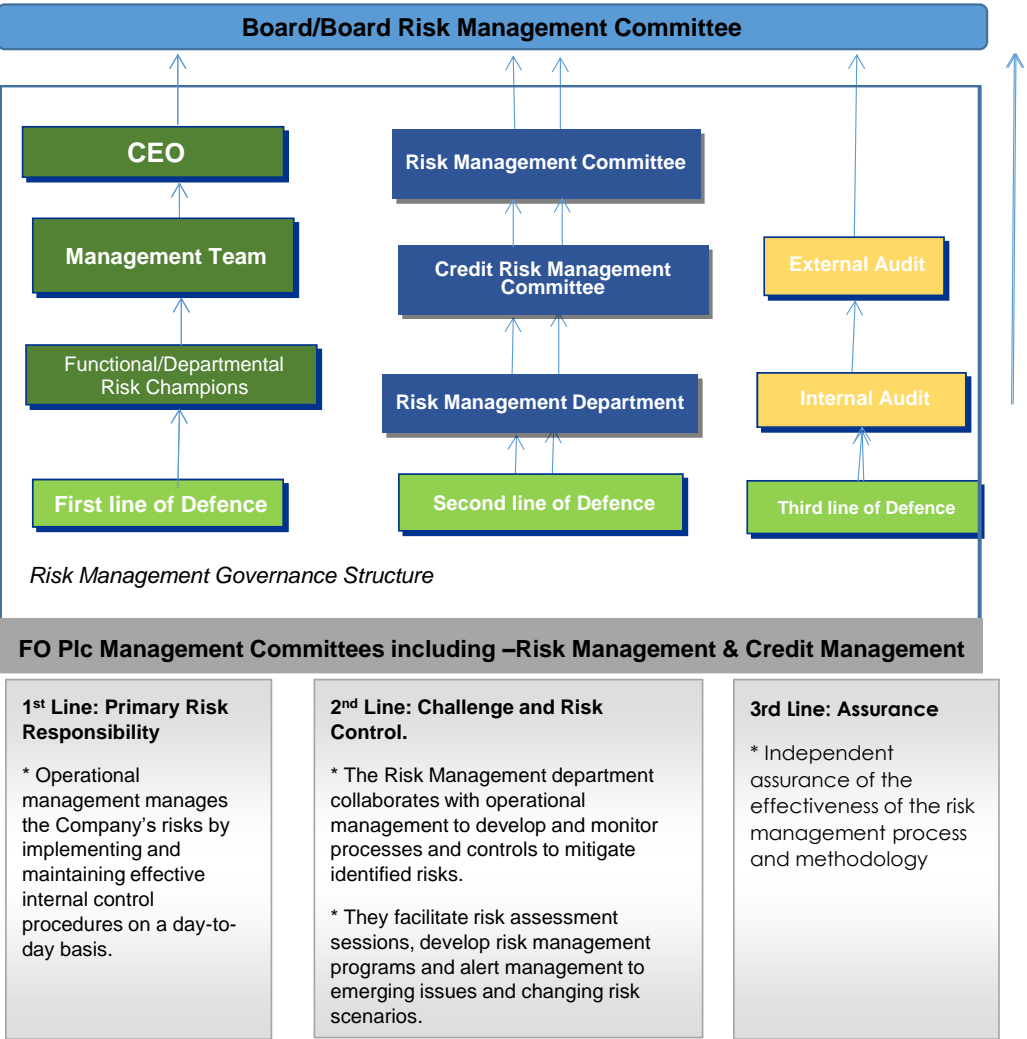 Board/Board Risk Management Committee
CEO
Management Team
Functional/Departmental
Risk Champions
First line of Defence
Risk Management Committee
Credit Risk Management
Committee
Risk Management Department
Second line of Defence
External Audit
Internal Audit
Third line of Defence
Risk Management Governance Structure
FO Plc Management Committees including –Risk Management & Credit Management
1st Line: Primary Risk
Responsibility
* Operational
management manages
the Company’s risks by
implementing and
maintaining effective
internal control
procedures on a day-to-
day basis.
2nd Line: Challenge and Risk
Control.
* The Risk Management department
collaborates with operational
management to develop and monitor
processes and controls to mitigate
identified risks.
* They facilitate risk assessment
sessions, develop risk management
programs and alert management to
emerging issues and changing risk
scenarios.
3rd Line: Assurance
* Independent
assurance of the
effectiveness of the risk
management process
and methodology